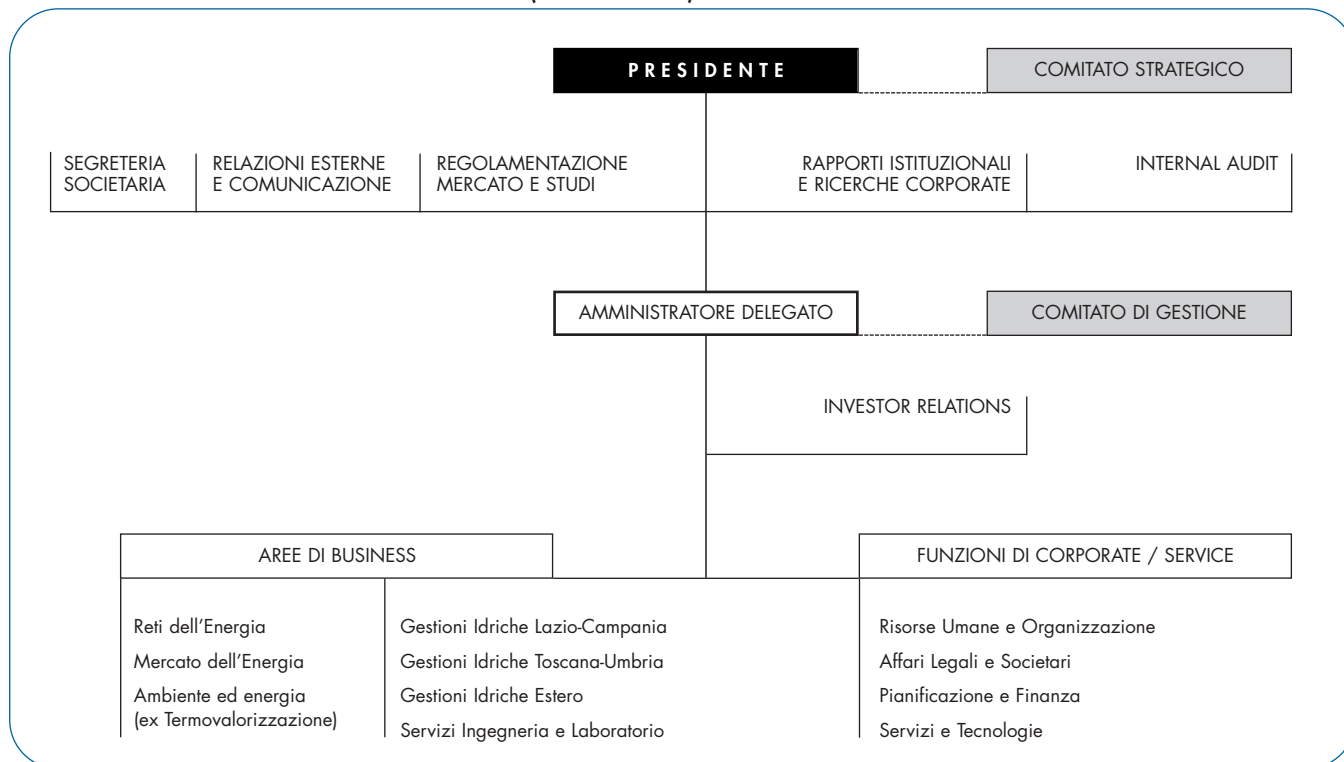 PRESIDENTE
COMITATO STRATEGICO
SEGRETERIA
SOCIETARIA
RELAZIONI ESTERNE
E COMUNICAZIONE
REGOLAMENTAZIONE
MERCATO E STUDI
RAPPORTI ISTITUZIONALI
E RICERCHE CORPORATE
INTERNAL AUDIT
AMMINISTRATORE DELEGATO
COMITATO DI GESTIONE
INVESTOR RELATIONS
AREE DI BUSINESS
FUNZIONI DI CORPORATE / SERVICE
Reti dell’Energia
Mercato dell’Energia
Ambiente ed energia
(ex Termovalorizzazione)
Gestioni Idriche Lazio-Campania
Gestioni Idriche Toscana-Umbria
Gestioni Idriche Estero
Servizi Ingegneria e Laboratorio
Risorse Umane e Organizzazione
Affari Legali e Societari
Pianificazione e Finanza
Servizi e Tecnologie